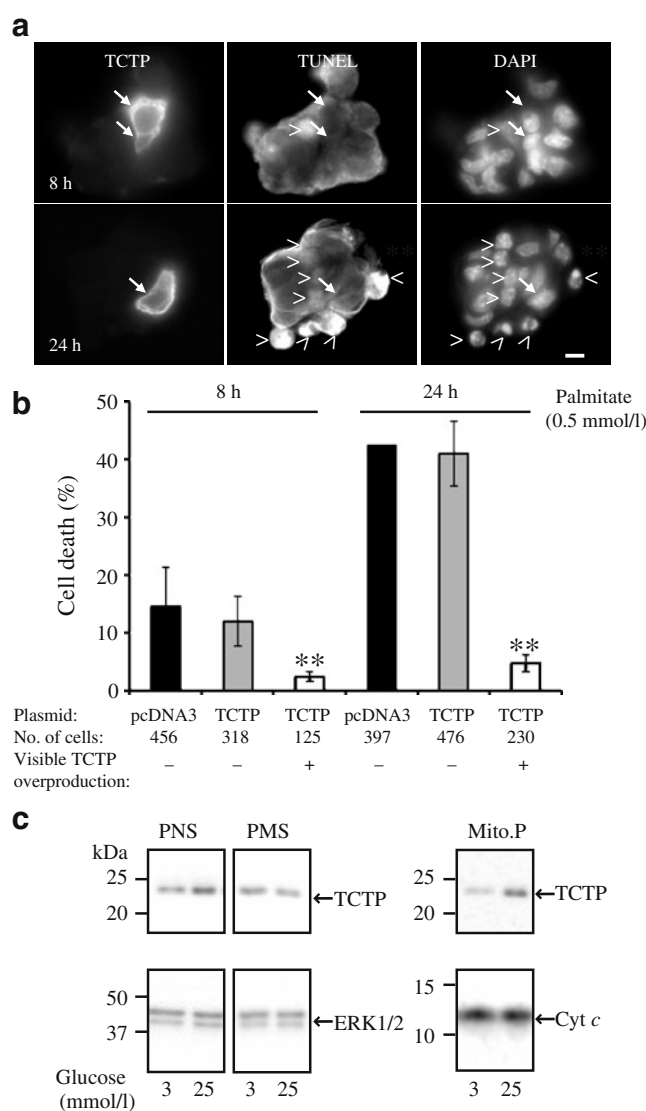 a
TCTP TUNEL DAPI
8 h
24 h
b
8 h 24 h Palmitate
(0.5 mmol/l)
Cell death (%)
50
40
30
20
10
0
** **
Plasmid: pcDNA3 TCTP TCTP pcDNA3 TCTP TCTP
No. of cells: 456 318 125 397 476 230
Visible TCTP
overproduction: – – + – – +
c
PNS PMS Mito.P
kDa
25 ←TCTP 25 ←TCTP
20 20
50 ←ERK1/2 15 ←Cyt c
37 10
Glucose
(mmol/l) 3 25 3 25 3 25